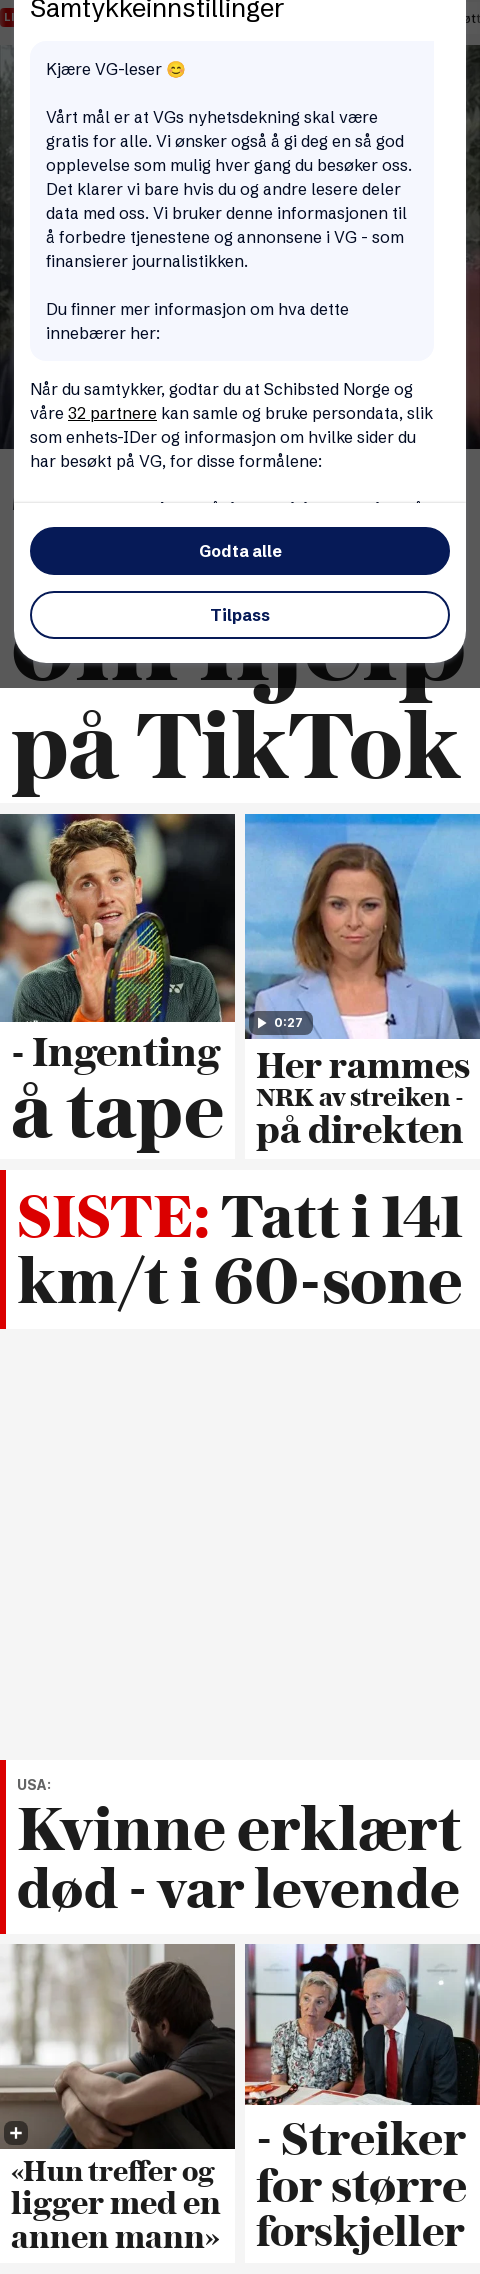 Samtykkeinnstillinger
Kjære VG-leser 😊
Vårt mål er at VGs nyhetsdekning skal være
gratis for alle. Vi ønsker også å gi deg en så god
opplevelse som mulig hver gang du besøker oss.
Det klarer vi bare hvis du og andre lesere deler
data med oss. Vi bruker denne informasjonen til
å forbedre tjenestene og annonsene i VG - som
finansierer journalistikken.
Du finner mer informasjon om hva dette
innebærer her:
Når du samtykker, godtar du at Schibsted Norge og
våre 32 partnere kan samle og bruke persondata, slik
som enhets-IDer og informasjon om hvilke sider du
har besøkt på VG, for disse formålene:
Godta alle
Tilpass
om hjelp
på TikTok
0:27
- Ingenting
å tape
Her rammes
NRK av streiken -
på direkten
SISTE: Tatt i 141
km/t i 60-sone
USA:
Kvinne erklært
død - var levende
«Hun treffer og
ligger med en
annen mann»
- Streiker
for større
forskjeller